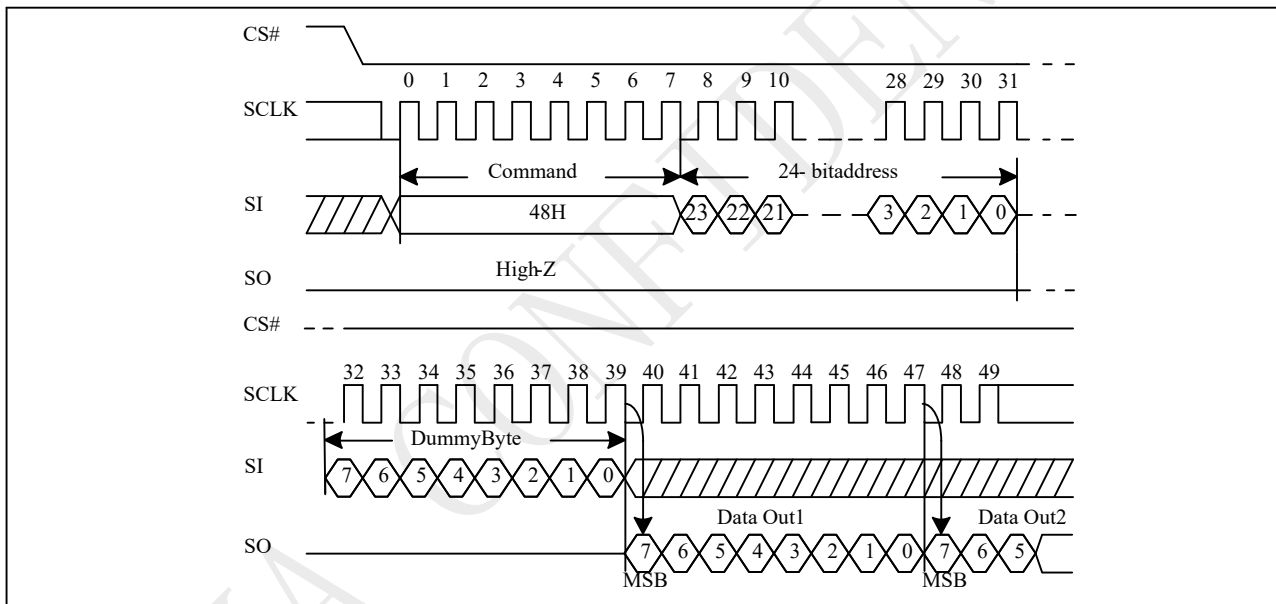 CS#
0 1 2 3 4 5 6 7 8 9 10 28 29 30 31
SCLK
Command 24- bitaddress
SI 48H 23 22 21 3 2 1 0
High-Z
SO
CS#
32 33 34 35 36 37 38 39 40 41 42 43 44 45 46 47 48 49
SCLK
DummyByte
SI 7 6 5 4 3 2 1 0
Data Out1 Data Out2
SO 7 6 5 4 3 2 1 0 7 6 5
MSB MSB